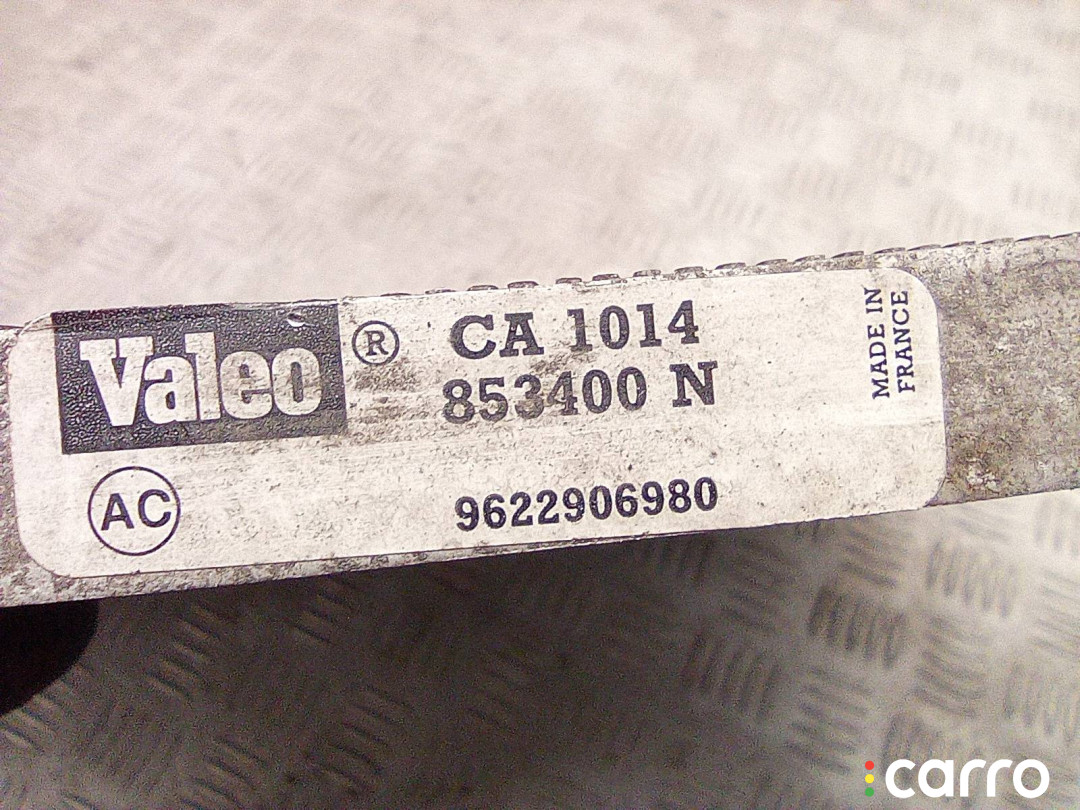 Valeo ®
CA 1014
853400 N
MADE IN
FRANCE
AC
9622906980
carro